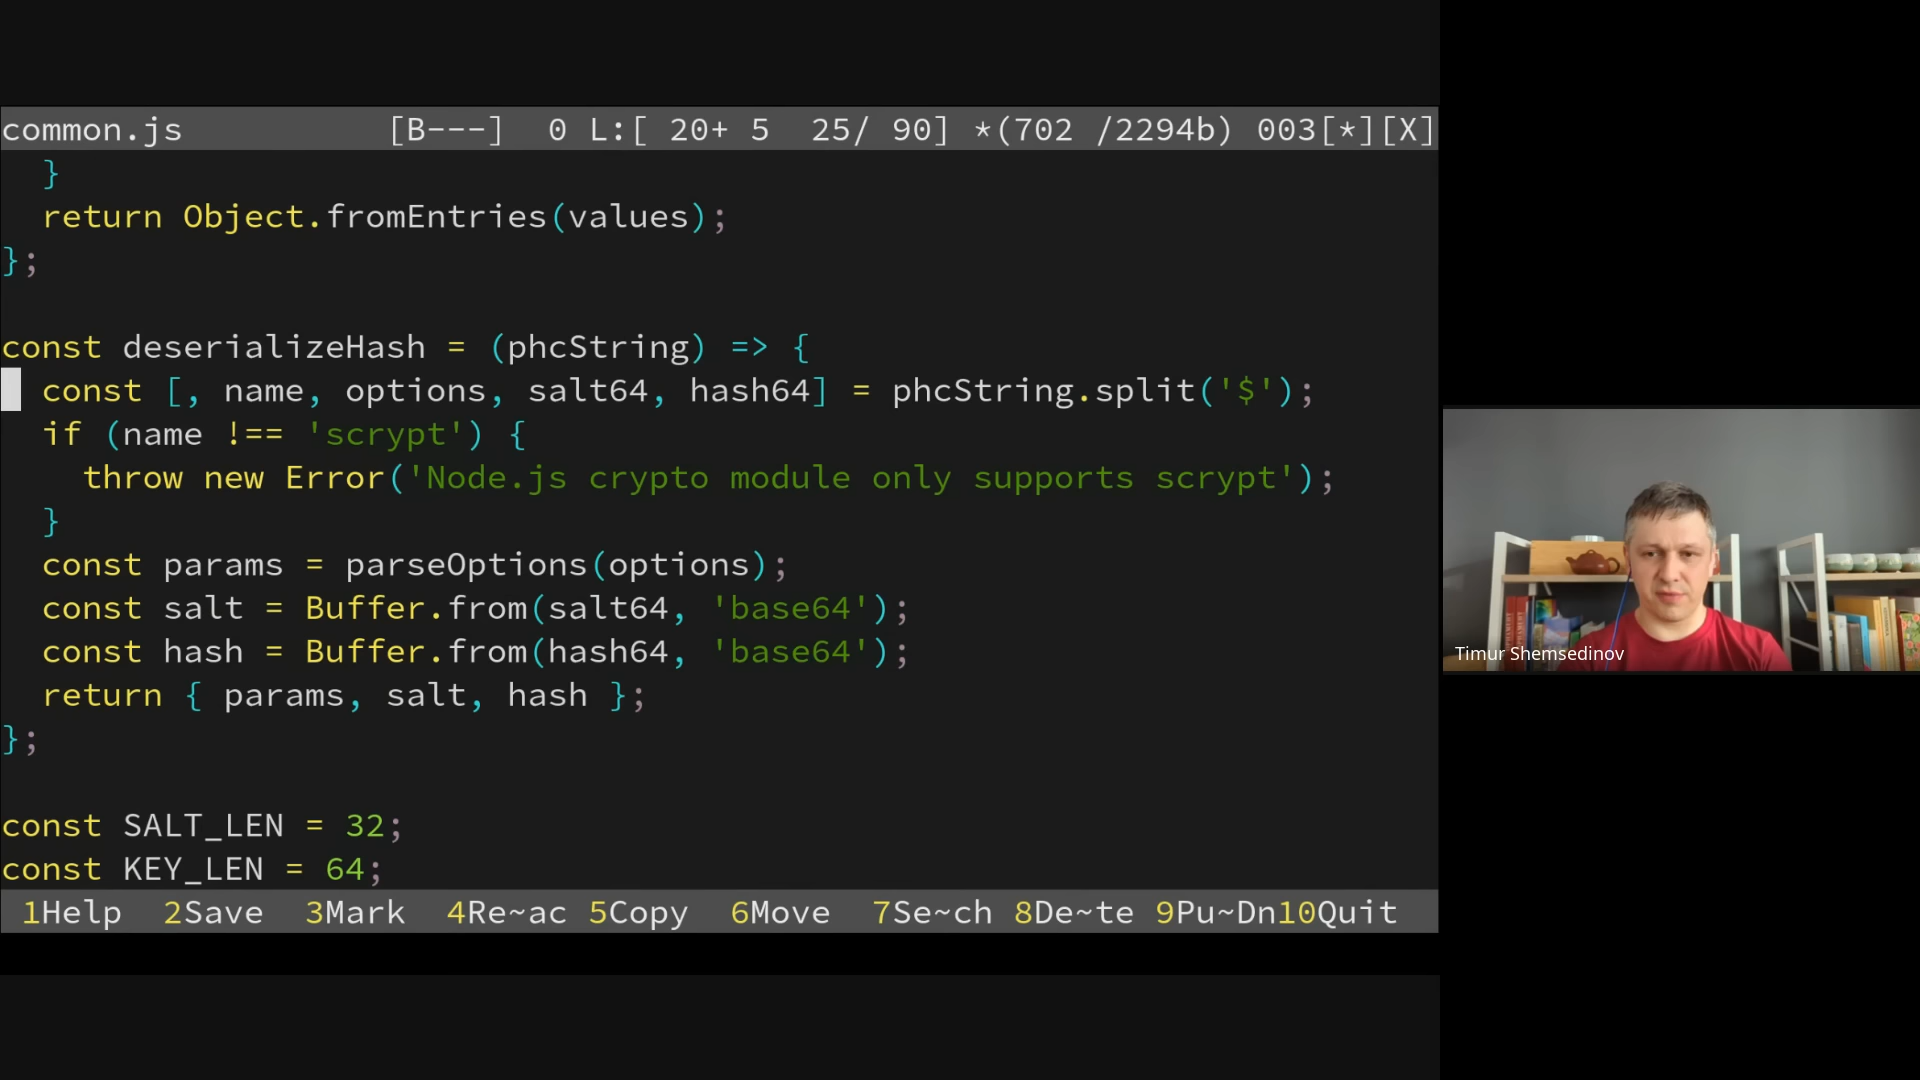 common.js [B---] 0 L:[ 20+ 5 25/ 90] *(702 /2294b) 003[*][X]
}
return Object.fromEntries(values);
};
const deserializeHash = (phcString) => {
const [, name, options, salt64, hash64] = phcString.split('$');
if (name !== 'scrypt') {
throw new Error('Node.js crypto module only supports scrypt');
}
const params = parseOptions(options);
const salt = Buffer.from(salt64, 'base64');
const hash = Buffer.from(hash64, 'base64');
return { params, salt, hash };
};
const SALT_LEN = 32;
const KEY_LEN = 64;
1Help 2Save 3Mark 4Re~ac 5Copy 6Move 7Se~ch 8De~te 9Pu~Dn10Quit
Timur Shemsedinov